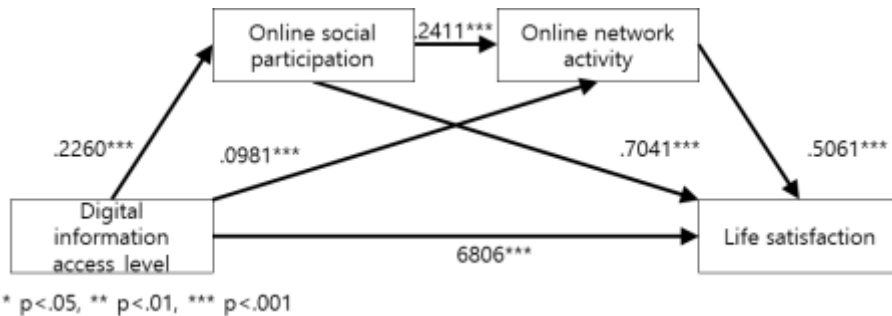 Online social
participation
.2411***
Online network
activity
.2260***
.0981***
.7041***
.5061***
Digital
information
access level
6806***
Life satisfaction
* p<.05, ** p<.01, *** p<.001